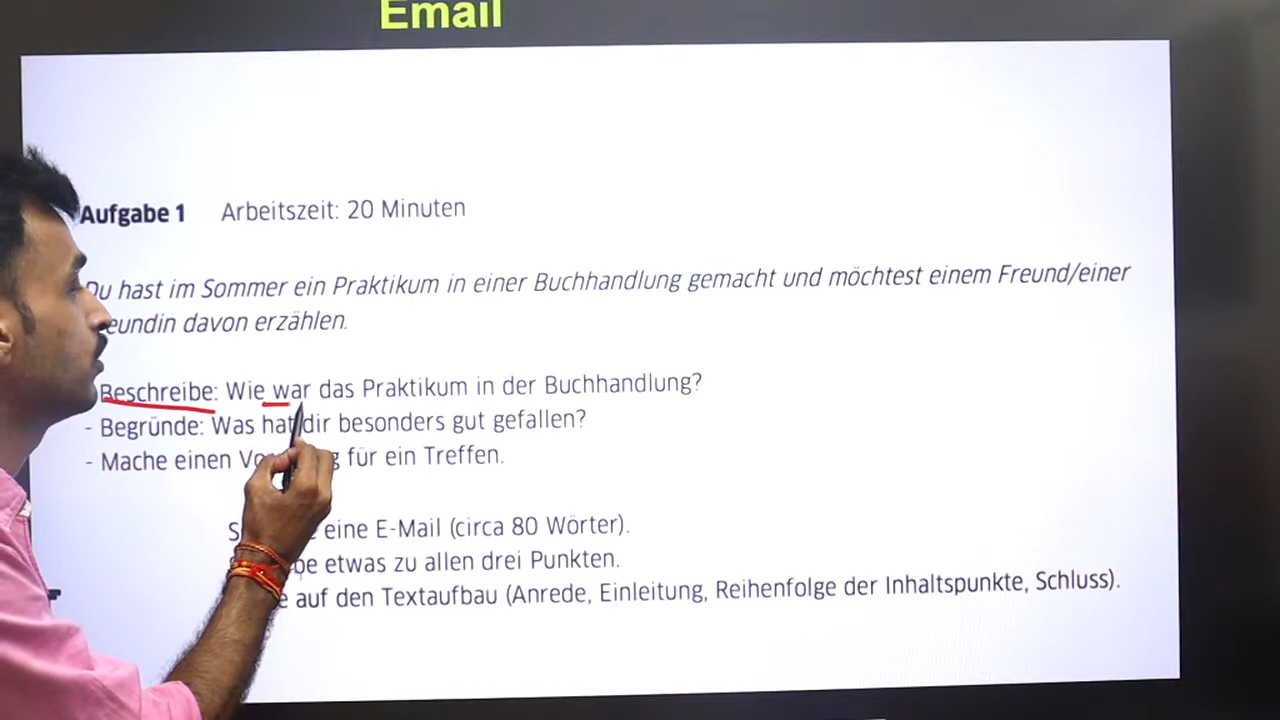 Email
Aufgabe 1 Arbeitszeit: 20 Minuten
Du hast im Sommer ein Praktikum in einer Buchhandlung gemacht und möchtest einem Freund/einer
eundin davon erzählen.
Beschreibe: Wie war das Praktikum in der Buchhandlung?
- Begründe: Was hat dir besonders gut gefallen?
- Mache einen für ein Treffen.
eine E-Mail (circa 80 Wörter).
etwas zu allen drei Punkten.
auf den Textaufbau (Anrede, Einleitung, Reihenfolge der Inhaltspunkte, Schluss).